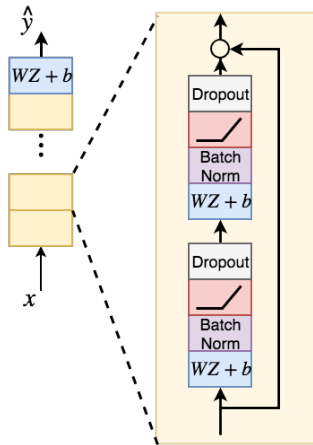 ŷ
WZ + b
x
Dropout
Batch
Norm
WZ + b
Dropout
Batch
Norm
WZ + b